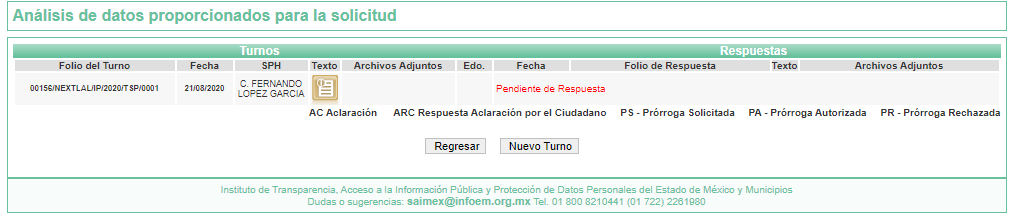 Análisis de datos proporcionados para la solicitud
Turnos Respuestas
Folio del Turno Fecha SPH Texto Archivos Adjuntos Edo. Fecha Folio de Respuesta Texto Archivos Adjuntos
00156/NEXTLAL/IP/2020/TSP/0001 21/08/2020 C. FERNANDO LOPEZ GARCIA Pendiente de Respuesta
AC Aclaración ARC Respuesta Aclaración por el Ciudadano PS - Prórroga Solicitada PA - Prórroga Autorizada PR - Prórroga Rechazada
Regresar Nuevo Turno
Instituto de Transparencia, Acceso a la Información Pública y Protección de Datos Personales del Estado de México y Municipios
Dudas o sugerencias: saimex@infoem.org.mx Tel. 01 800 8210441 (01 722) 2261980